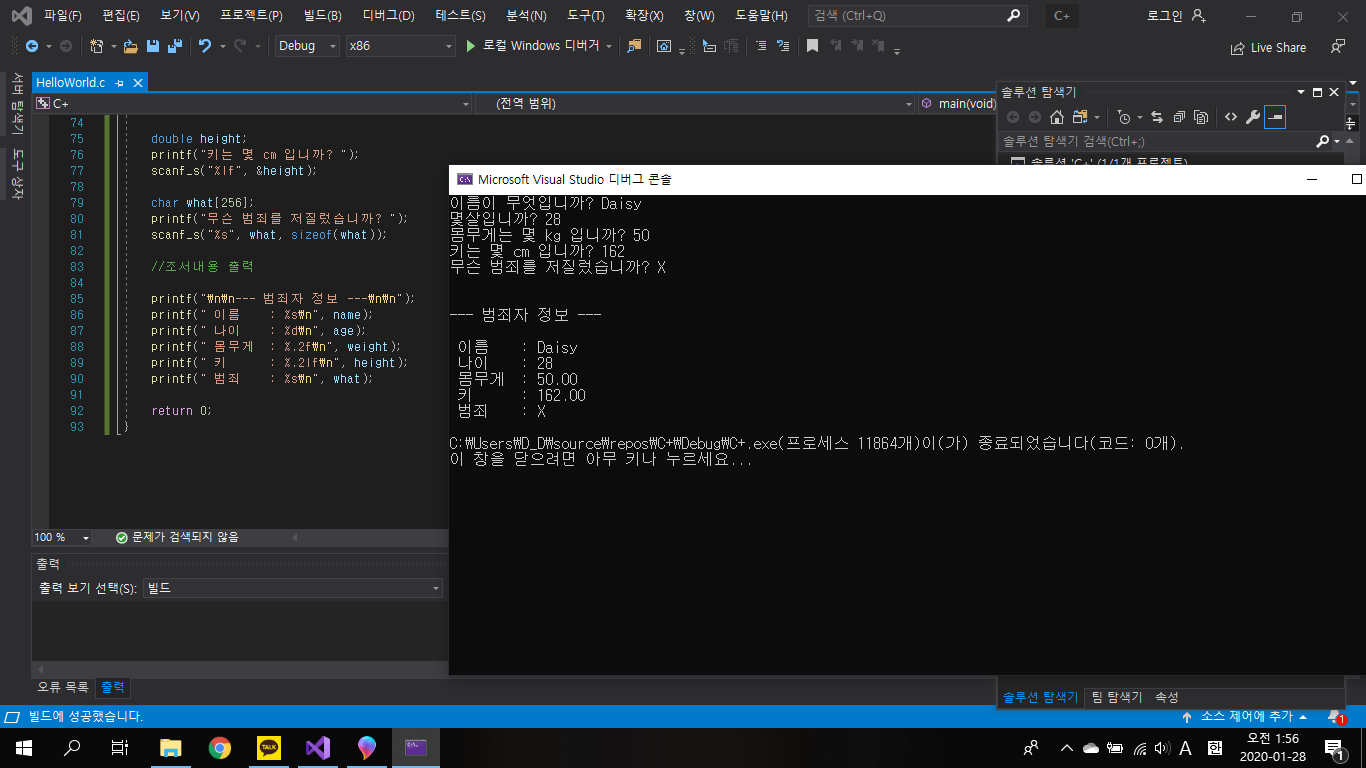 파일(F) 편집(E) 보기(V) 프로젝트(P) 빌드(B) 디버그(D) 테스트(S) 분석(N) 도구(T) 확장(X) 창(W) 도움말(H) 검색 (Ctrl+Q) C+ 로그인
Debug x86 로컬 Windows 디버거 Live Share
서버 탐색기
도구 상자
HelloWorld.c
C+ (전역 범위) main(void)
74
75 double height;
76 printf("키는 몇 cm 입니까? ");
77 scanf_s("%lf", &height);
78
79 char what[256];
80 printf("무슨 범죄를 저질렀습니까? ");
81 scanf_s("%s", what, sizeof(what));
82
83 //조서내용 출력
84
85 printf("₩n₩n--- 범죄자 정보 ---₩n₩n");
86 printf(" 이름 : %s₩n", name);
87 printf(" 나이 : %d₩n", age);
88 printf(" 몸무게 : %.2f₩n", weight);
89 printf(" 키 : %.2lf₩n", height);
90 printf(" 범죄 : %s₩n", what);
91
92 return 0;
93 }
100 % 문제가 검색되지 않음
출력
출력 보기 선택(S): 빌드
오류 목록 출력
솔루션 탐색기
솔루션 탐색기 검색(Ctrl+;)
솔루션 'C+' (1/1개 프로젝트)
Microsoft Visual Studio 디버그 콘솔
이름이 무엇입니까? Daisy
몇살입니까? 28
몸무게는 몇 kg 입니까? 50
키는 몇 cm 입니까? 162
무슨 범죄를 저질렀습니까? X
--- 범죄자 정보 ---
이름 : Daisy
나이 : 28
몸무게 : 50.00
키 : 162.00
범죄 : X
C:₩Users₩D_D₩source₩repos₩C+₩Debug₩C+.exe(프로세스 11864개)이(가) 종료되었습니다(코드: 0개).
이 창을 닫으려면 아무 키나 누르세요...
솔루션 탐색기 팀 탐색기 속성
빌드에 성공했습니다. 소스 제어에 추가 1
TALK A 한 오전 1:56
2020-01-28 1